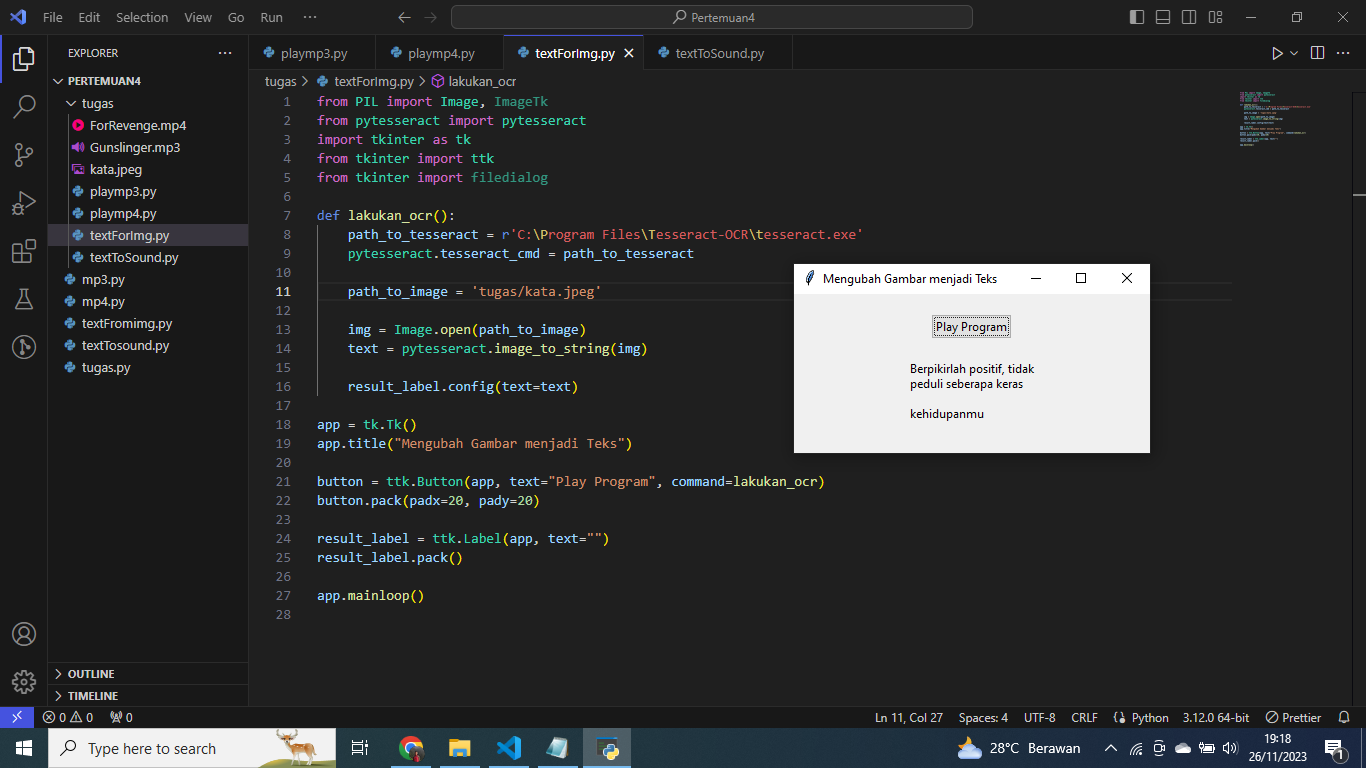 File Edit Selection View Go Run ··· Pertemuan4
EXPLORER ···
PERTEMUAN4
tugas
ForRevenge.mp4
Gunslinger.mp3
kata.jpeg
playmp3.py
playmp4.py
textForImg.py
textToSound.py
mp3.py
mp4.py
textFromimg.py
textTosound.py
tugas.py
OUTLINE
TIMELINE
playmp3.py playmp4.py textForImg.py textToSound.py
tugas > textForImg.py > lakukan_ocr
1 from PIL import Image, ImageTk
2 from pytesseract import pytesseract
3 import tkinter as tk
4 from tkinter import ttk
5 from tkinter import filedialog
6
7 def lakukan_ocr():
8 path_to_tesseract = r'C:\Program Files\Tesseract-OCR\tesseract.exe'
9 pytesseract.tesseract_cmd = path_to_tesseract
10
11 path_to_image = 'tugas/kata.jpeg'
12
13 img = Image.open(path_to_image)
14 text = pytesseract.image_to_string(img)
15
16 result_label.config(text=text)
17
18 app = tk.Tk()
19 app.title("Mengubah Gambar menjadi Teks")
20
21 button = ttk.Button(app, text="Play Program", command=lakukan_ocr)
22 button.pack(padx=20, pady=20)
23
24 result_label = ttk.Label(app, text="")
25 result_label.pack()
26
27 app.mainloop()
28
Mengubah Gambar menjadi Teks
Play Program
Berpikirlah positif, tidak
peduli seberapa keras
kehidupanmu
0 0 0 Ln 11, Col 27 Spaces: 4 UTF-8 CRLF Python 3.12.0 64-bit Prettier
Type here to search 28°C Berawan 19:18
26/11/2023 1